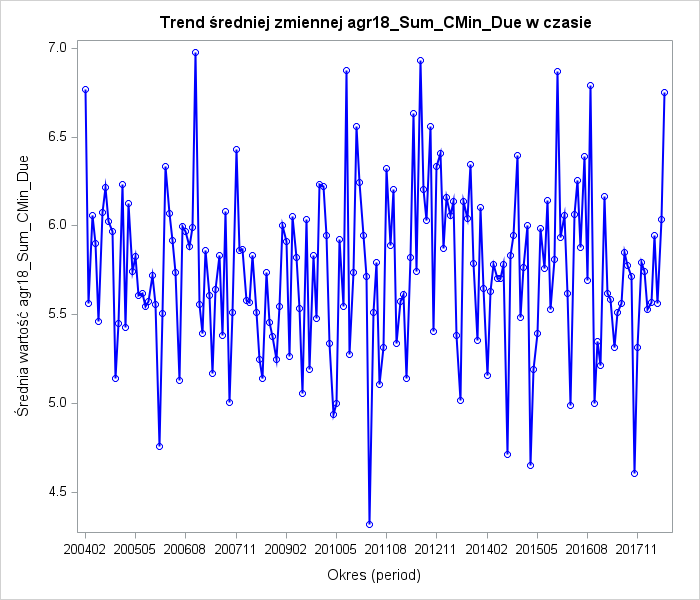 Trend średniej zmiennej agr18_Sum_CMin_Due w czasie
7.0
6.5
6.0
5.5
5.0
4.5
Średnia wartość agr18_Sum_CMin_Due
200402 200505 200608 200711 200902 201005 201108 201211 201402 201505 201608 201711
Okres (period)